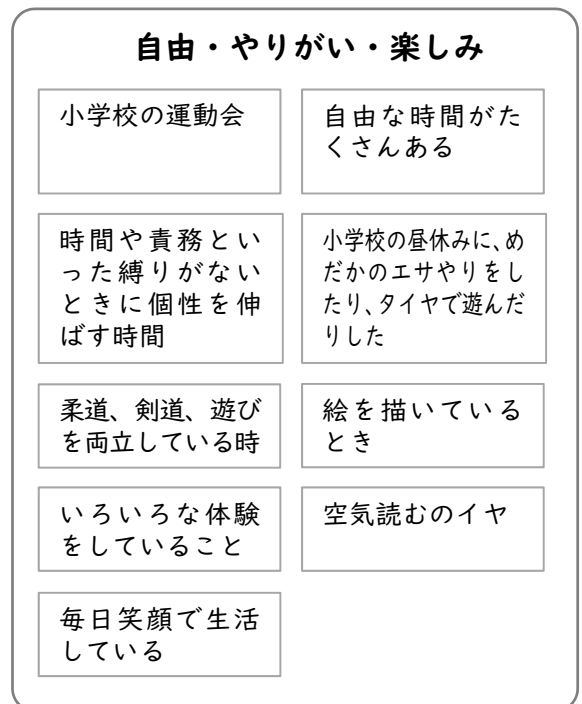 自由・やりがい・楽しみ
小学校の運動会
自由な時間がた
くさんある
時間や責務とい
った縛りがない
ときに個性を伸
ばす時間
小学校の昼休みに、め
だかのエサやりをし
たり、タイヤで遊んだ
りした
柔道、剣道、遊び
を両立している時
絵を描いている
とき
いろいろな体験
をしていること
空気読むのイヤ
毎日笑顔で生活
している